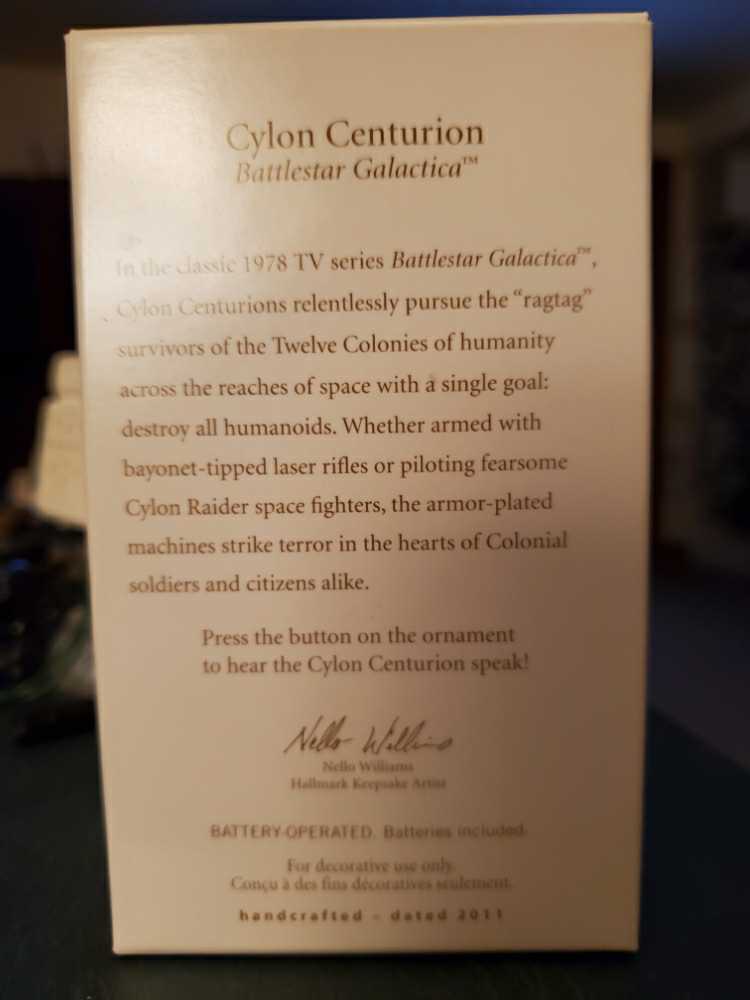 Cylon Centurion
Battlestar Galactica™
In the classic 1978 TV series Battlestar Galactica™,
Cylon Centurions relentlessly pursue the “ragtag”
survivors of the Twelve Colonies of humanity
across the reaches of space with a single goal:
destroy all humanoids. Whether armed with
bayonet-tipped laser rifles or piloting fearsome
Cylon Raider space fighters, the armor-plated
machines strike terror in the hearts of Colonial
soldiers and citizens alike.
Press the button on the ornament
to hear the Cylon Centurion speak!
Nello Williams
Nello Williams
Hallmark Keepsake Artist
BATTERY-OPERATED. Batteries included.
For decorative use only.
Conçu à des fins décoratives seulement.
handcrafted - dated 2011